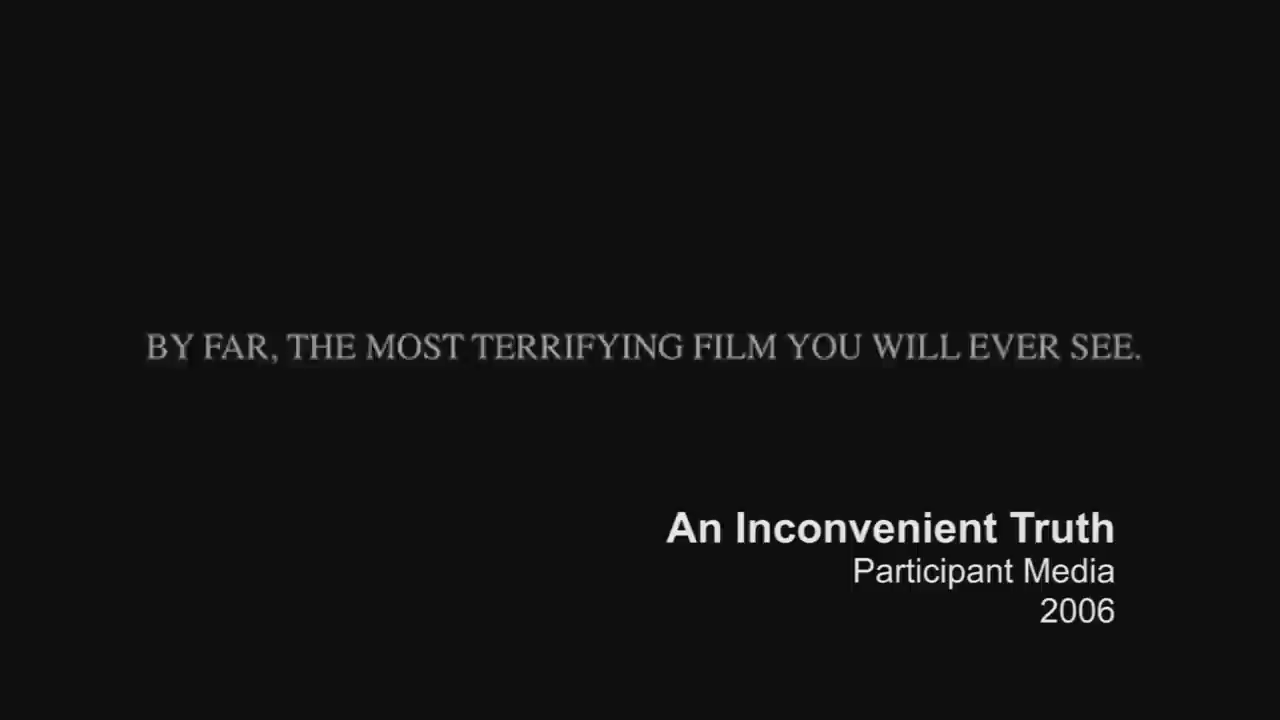 BY FAR, THE MOST TERRIFYING FILM YOU WILL EVER SEE.
An Inconvenient Truth
Participant Media
2006